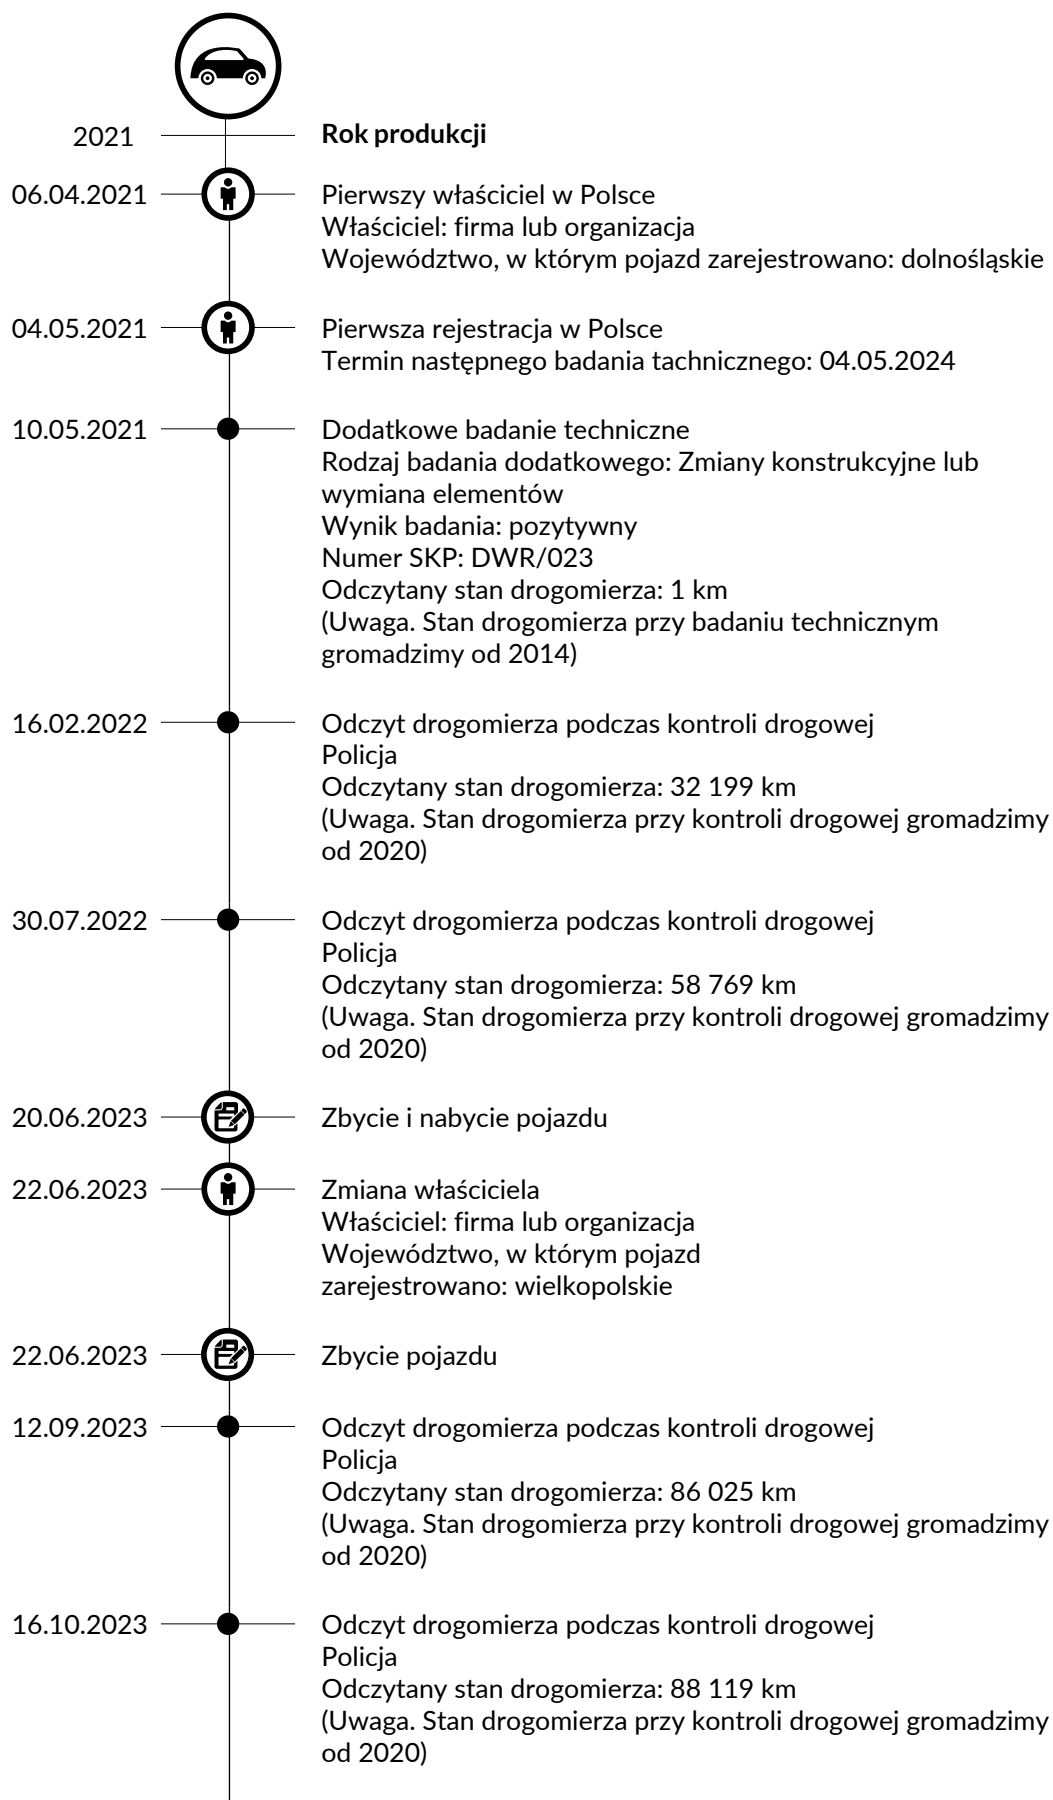 2021 Rok produkcji
06.04.2021 Pierwszy właściciel w Polsce
Właściciel: firma lub organizacja
Województwo, w którym pojazd zarejestrowano: dolnośląskie
04.05.2021 Pierwsza rejestracja w Polsce
Termin następnego badania tachnicznego: 04.05.2024
10.05.2021 Dodatkowe badanie techniczne
Rodzaj badania dodatkowego: Zmiany konstrukcyjne lub
wymiana elementów
Wynik badania: pozytywny
Numer SKP: DWR/023
Odczytany stan drogomierza: 1 km
(Uwaga. Stan drogomierza przy badaniu technicznym
gromadzimy od 2014)
16.02.2022 Odczyt drogomierza podczas kontroli drogowej
Policja
Odczytany stan drogomierza: 32 199 km
(Uwaga. Stan drogomierza przy kontroli drogowej gromadzimy
od 2020)
30.07.2022 Odczyt drogomierza podczas kontroli drogowej
Policja
Odczytany stan drogomierza: 58 769 km
(Uwaga. Stan drogomierza przy kontroli drogowej gromadzimy
od 2020)
20.06.2023 Zbycie i nabycie pojazdu
22.06.2023 Zmiana właściciela
Właściciel: firma lub organizacja
Województwo, w którym pojazd
zarejestrowano: wielkopolskie
22.06.2023 Zbycie pojazdu
12.09.2023 Odczyt drogomierza podczas kontroli drogowej
Policja
Odczytany stan drogomierza: 86 025 km
(Uwaga. Stan drogomierza przy kontroli drogowej gromadzimy
od 2020)
16.10.2023 Odczyt drogomierza podczas kontroli drogowej
Policja
Odczytany stan drogomierza: 88 119 km
(Uwaga. Stan drogomierza przy kontroli drogowej gromadzimy
od 2020)